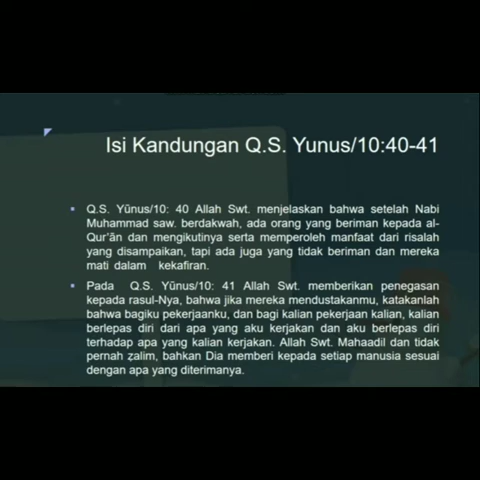 Isi Kandungan Q.S. Yunus/10:40-41
▪ Q.S. Yūnus/10: 40 Allah Swt. menjelaskan bahwa setelah Nabi
Muhammad saw. berdakwah, ada orang yang beriman kepada al-
Qur'ān dan mengikutinya serta memperoleh manfaat dari risalah
yang disampaikan, tapi ada juga yang tidak beriman dan mereka
mati dalam kekafiran.
▪ Pada Q.S. Yūnus/10: 41 Allah Swt. memberikan penegasan
kepada rasul-Nya, bahwa jika mereka mendustakanmu, katakanlah
bahwa bagiku pekerjaanku, dan bagi kalian pekerjaan kalian, kalian
berlepas diri dari apa yang aku kerjakan dan aku berlepas diri
terhadap apa yang kalian kerjakan. Allah Swt. Mahaadil dan tidak
pernah zalim, bahkan Dia memberi kepada setiap manusia sesuai
dengan apa yang diterimanya.